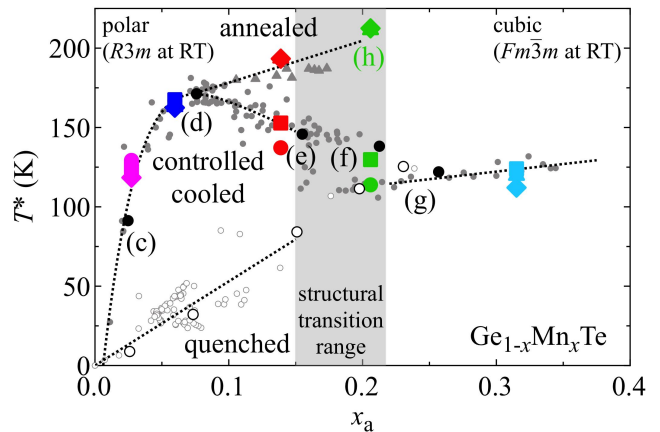 polar
(R3m at RT)
annealed
cubic
(Fm3̄m at RT)
(h̄)
(d)
(e)
(f)
controlled
cooled
(c)
(g)
quenched
structural
transition
range
Ge1-xMnxTe
T* (K)
200
150
100
50
0
0.0
0.1
0.2
0.3
0.4
xa